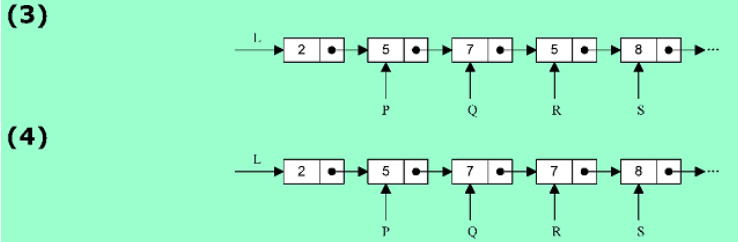 (3)
L 2 5 7 5 8 ...
P Q R S
(4)
L 2 5 7 7 8 ...
P Q R S